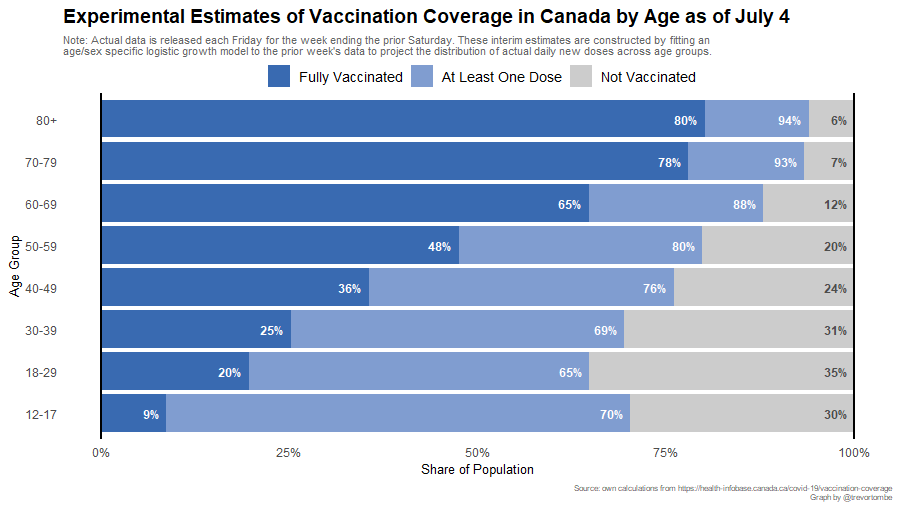 Experimental Estimates of Vaccination Coverage in Canada by Age as of July 4
Note: Actual data is released each Friday for the week ending the prior Saturday. These interim estimates are constructed by fitting an
age/sex specific logistic growth model to the prior week's data to project the distribution of actual daily new doses across age groups.
Fully Vaccinated At Least One Dose Not Vaccinated
80+ 80% 94% 6%
70-79 78% 93% 7%
60-69 65% 88% 12%
50-59 48% 80% 20%
40-49 36% 76% 24%
30-39 25% 69% 31%
18-29 20% 65% 35%
12-17 9% 70% 30%
Age Group
0% 25% 50% 75% 100%
Share of Population
Source: own calculations from https://health-infobase.canada.ca/covid-19/vaccination-coverage
Graph by @trevortombe